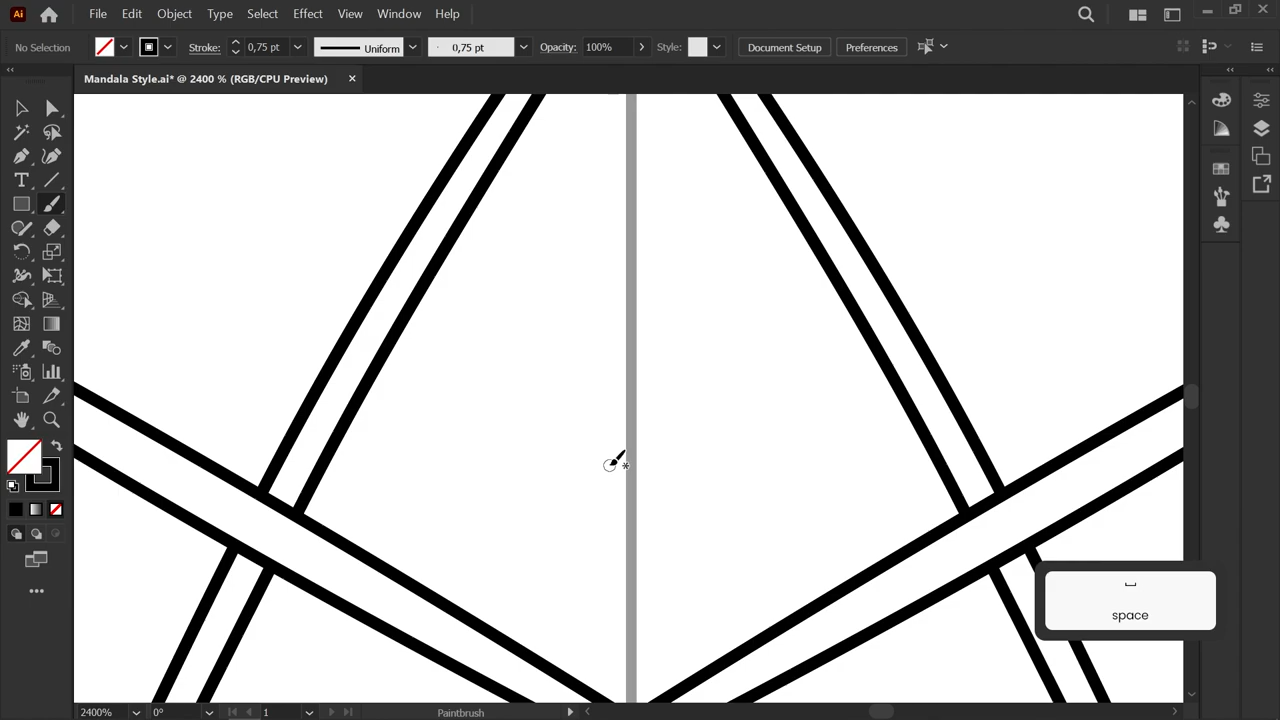 Ai File Edit Object Type Select Effect View Window Help
No Selection Stroke: 0,75 pt Uniform 0,75 pt Opacity: 100% Style: Document Setup Preferences
Mandala Style.ai* @ 2400 % (RGB/CPU Preview)
space
2400% 0° 1 Paintbrush